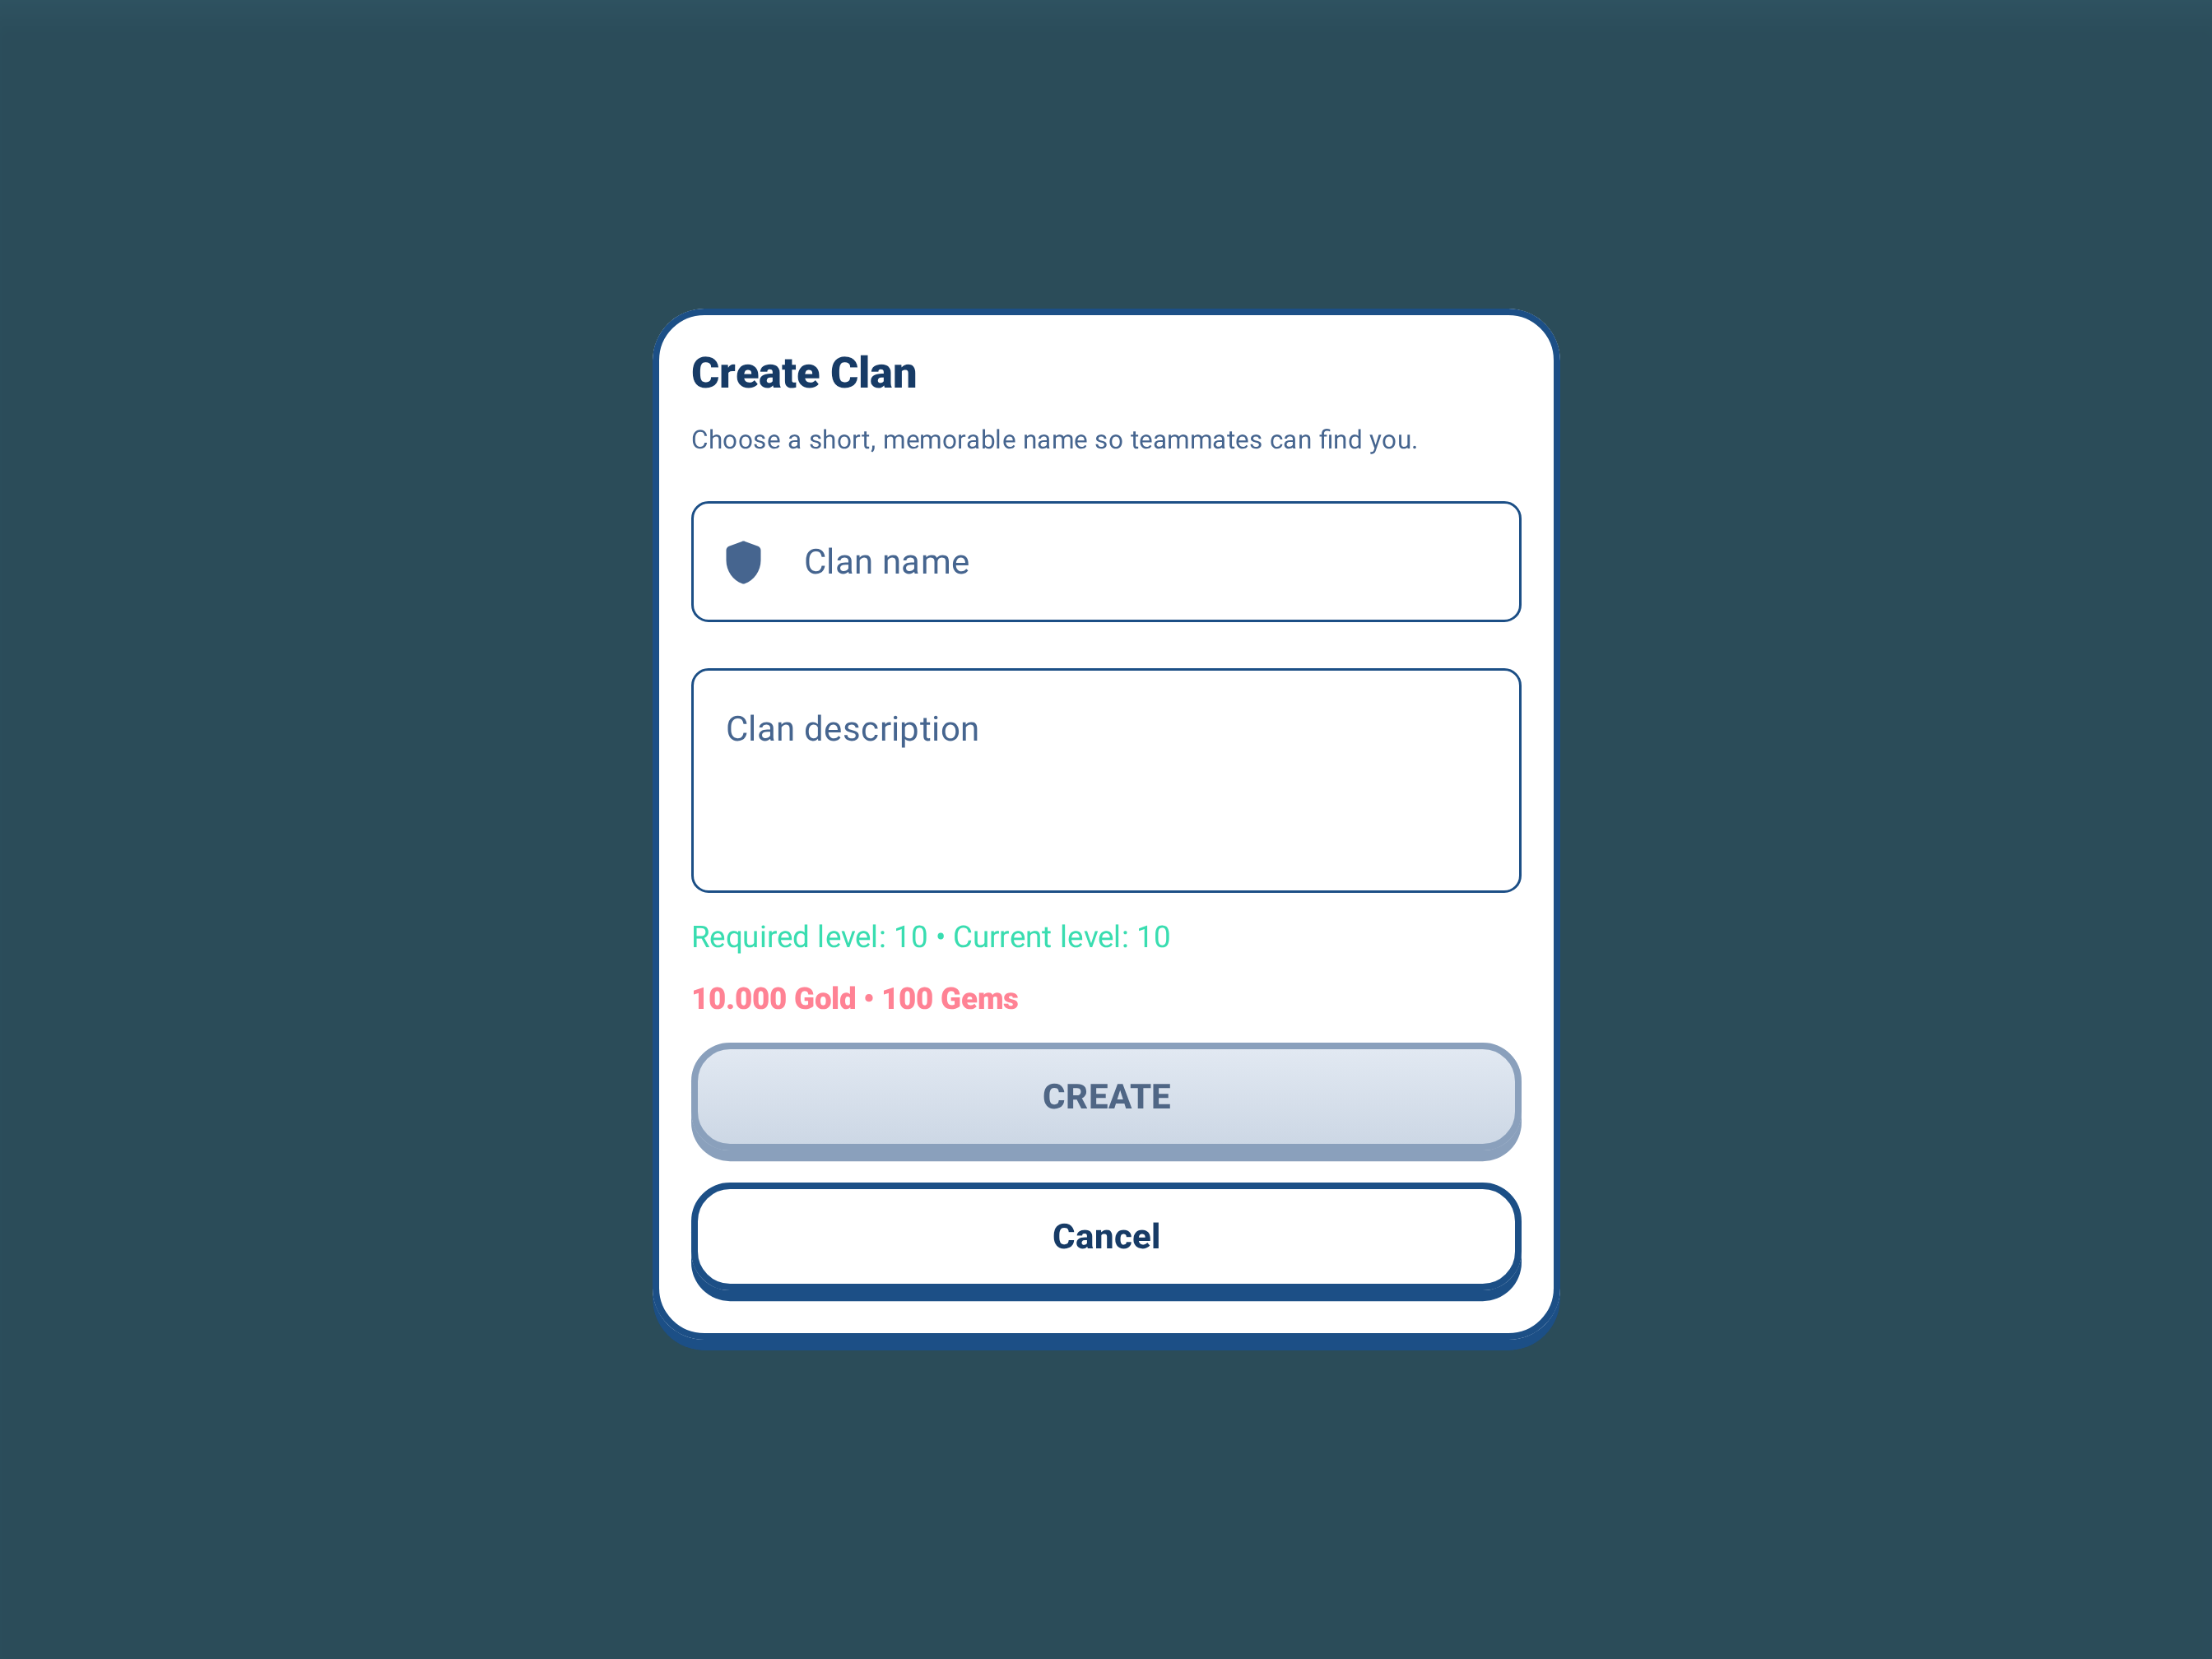 Create Clan
Choose a short, memorable name so teammates can find you.
Clan name
Clan description
Required level: 10 • Current level: 10
10.000 Gold • 100 Gems
CREATE
Cancel